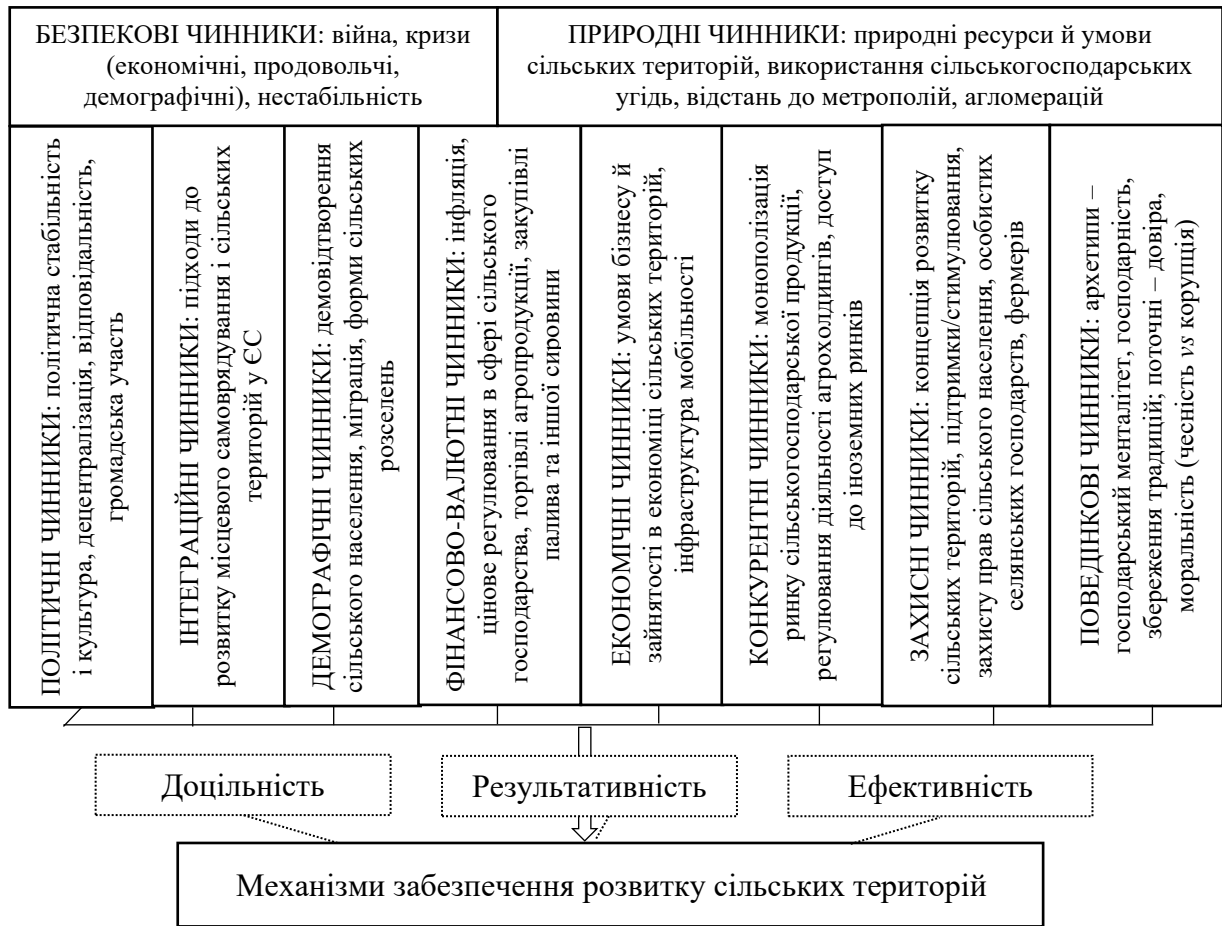 БЕЗПЕКОВІ ЧИННИКИ: війна, кризи
(економічні, продовольчі,
демографічні), нестабільність
ПРИРОДНІ ЧИННИКИ: природні ресурси й умови
сільських територій, використання сільськогосподарських
угідь, відстань до метрополій, агломерацій
ПОЛІТИЧНІ ЧИННИКИ: політична стабільність
і культура, децентралізація, відповідальність,
громадська участь
ІНТЕГРАЦІЙНІ ЧИННИКИ: підходи до
розвитку місцевого самоврядування і сільських
територій у ЄС
ДЕМОГРАФІЧНІ ЧИННИКИ: демовідтворення
сільського населення, міграція, форми сільських
розселень
ФІНАНСОВО-ВАЛЮТНІ ЧИННИКИ: інфляція,
цінове регулювання в сфері сільського
господарства, торгівлі агропродукції, закупівлі
палива та іншої сировини
ЕКОНОМІЧНІ ЧИННИКИ: умови бізнесу й
зайнятості в економіці сільських територій,
інфраструктура мобільності
КОНКУРЕНТНІ ЧИННИКИ: монополізація
ринку сільськогосподарської продукції,
регулювання діяльності агрохолдингів, доступ
до іноземних ринків
ЗАХИСНІ ЧИННИКИ: концепція розвитку
сільських територій, підтримки/стимулювання,
захисту прав сільського населення, особистих
селянських господарств, фермерів
ПОВЕДІНКОВІ ЧИННИКИ: архетипи –
господарський менталітет, господарність,
збереження традицій; поточні – довіра,
моральність (чесність vs корупція)
Доцільність
Результативність
Ефективність
Механізми забезпечення розвитку сільських територій